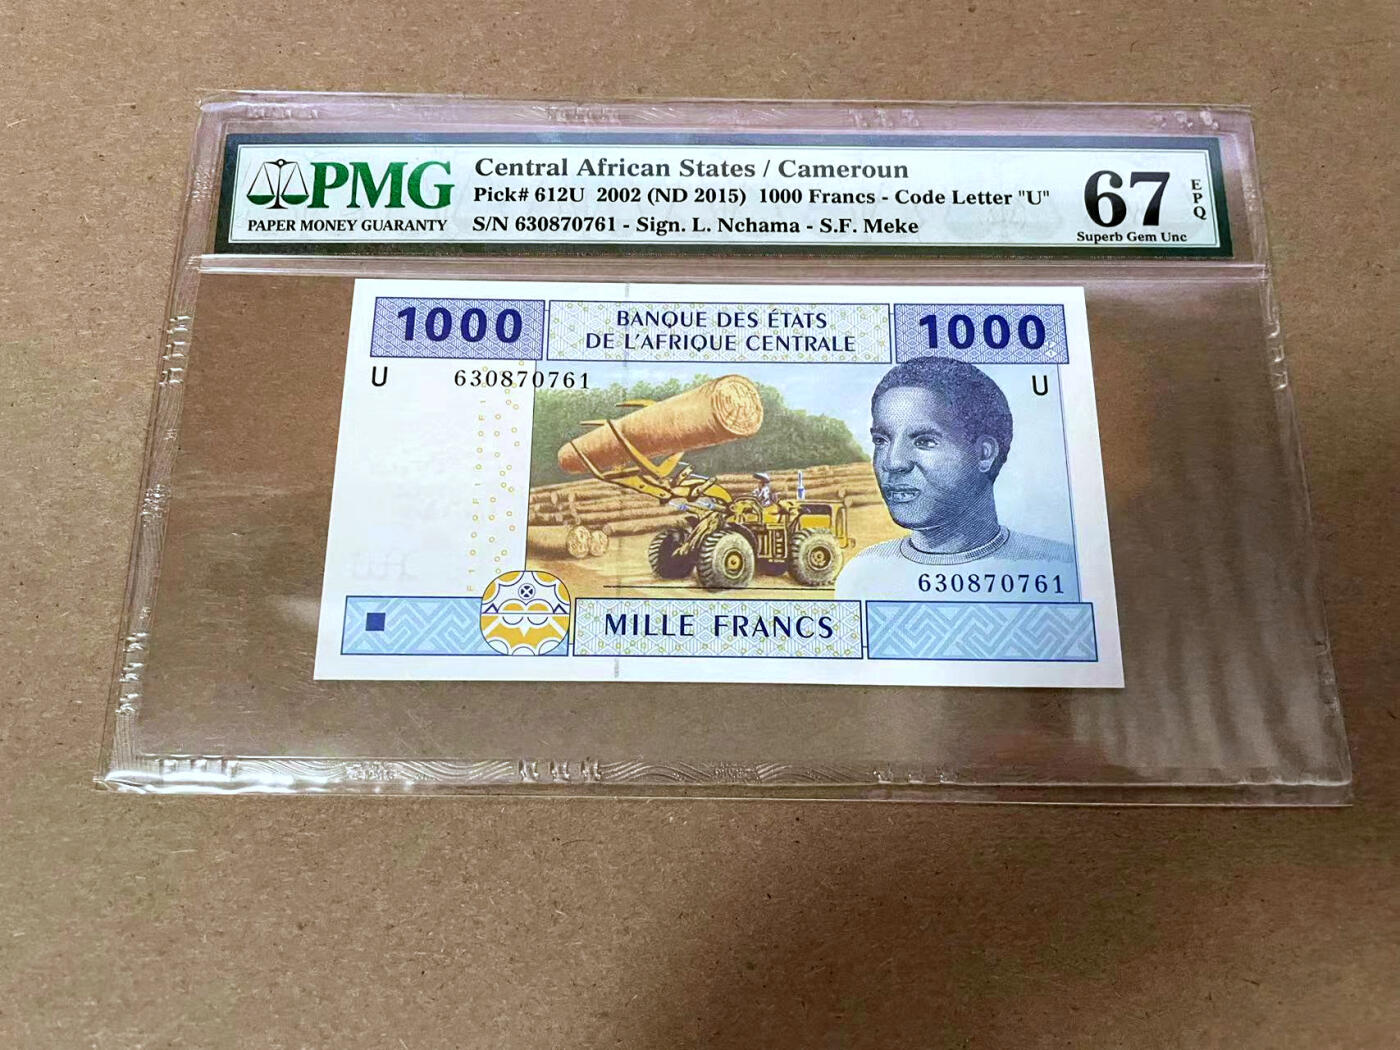 PMG
PAPER MONEY GUARANTY
Central African States / Cameroun
Pick# 612U 2002 (ND 2015) 1000 Francs - Code Letter "U"
S/N 630870761 - Sign. L. Nchama - S.F. Meke
67
EPQ
Superb Gem Unc
1000
BANQUE DES ÉTATS
DE L'AFRIQUE CENTRALE
1000
U
630870761
U
630870761
MILLE FRANCS